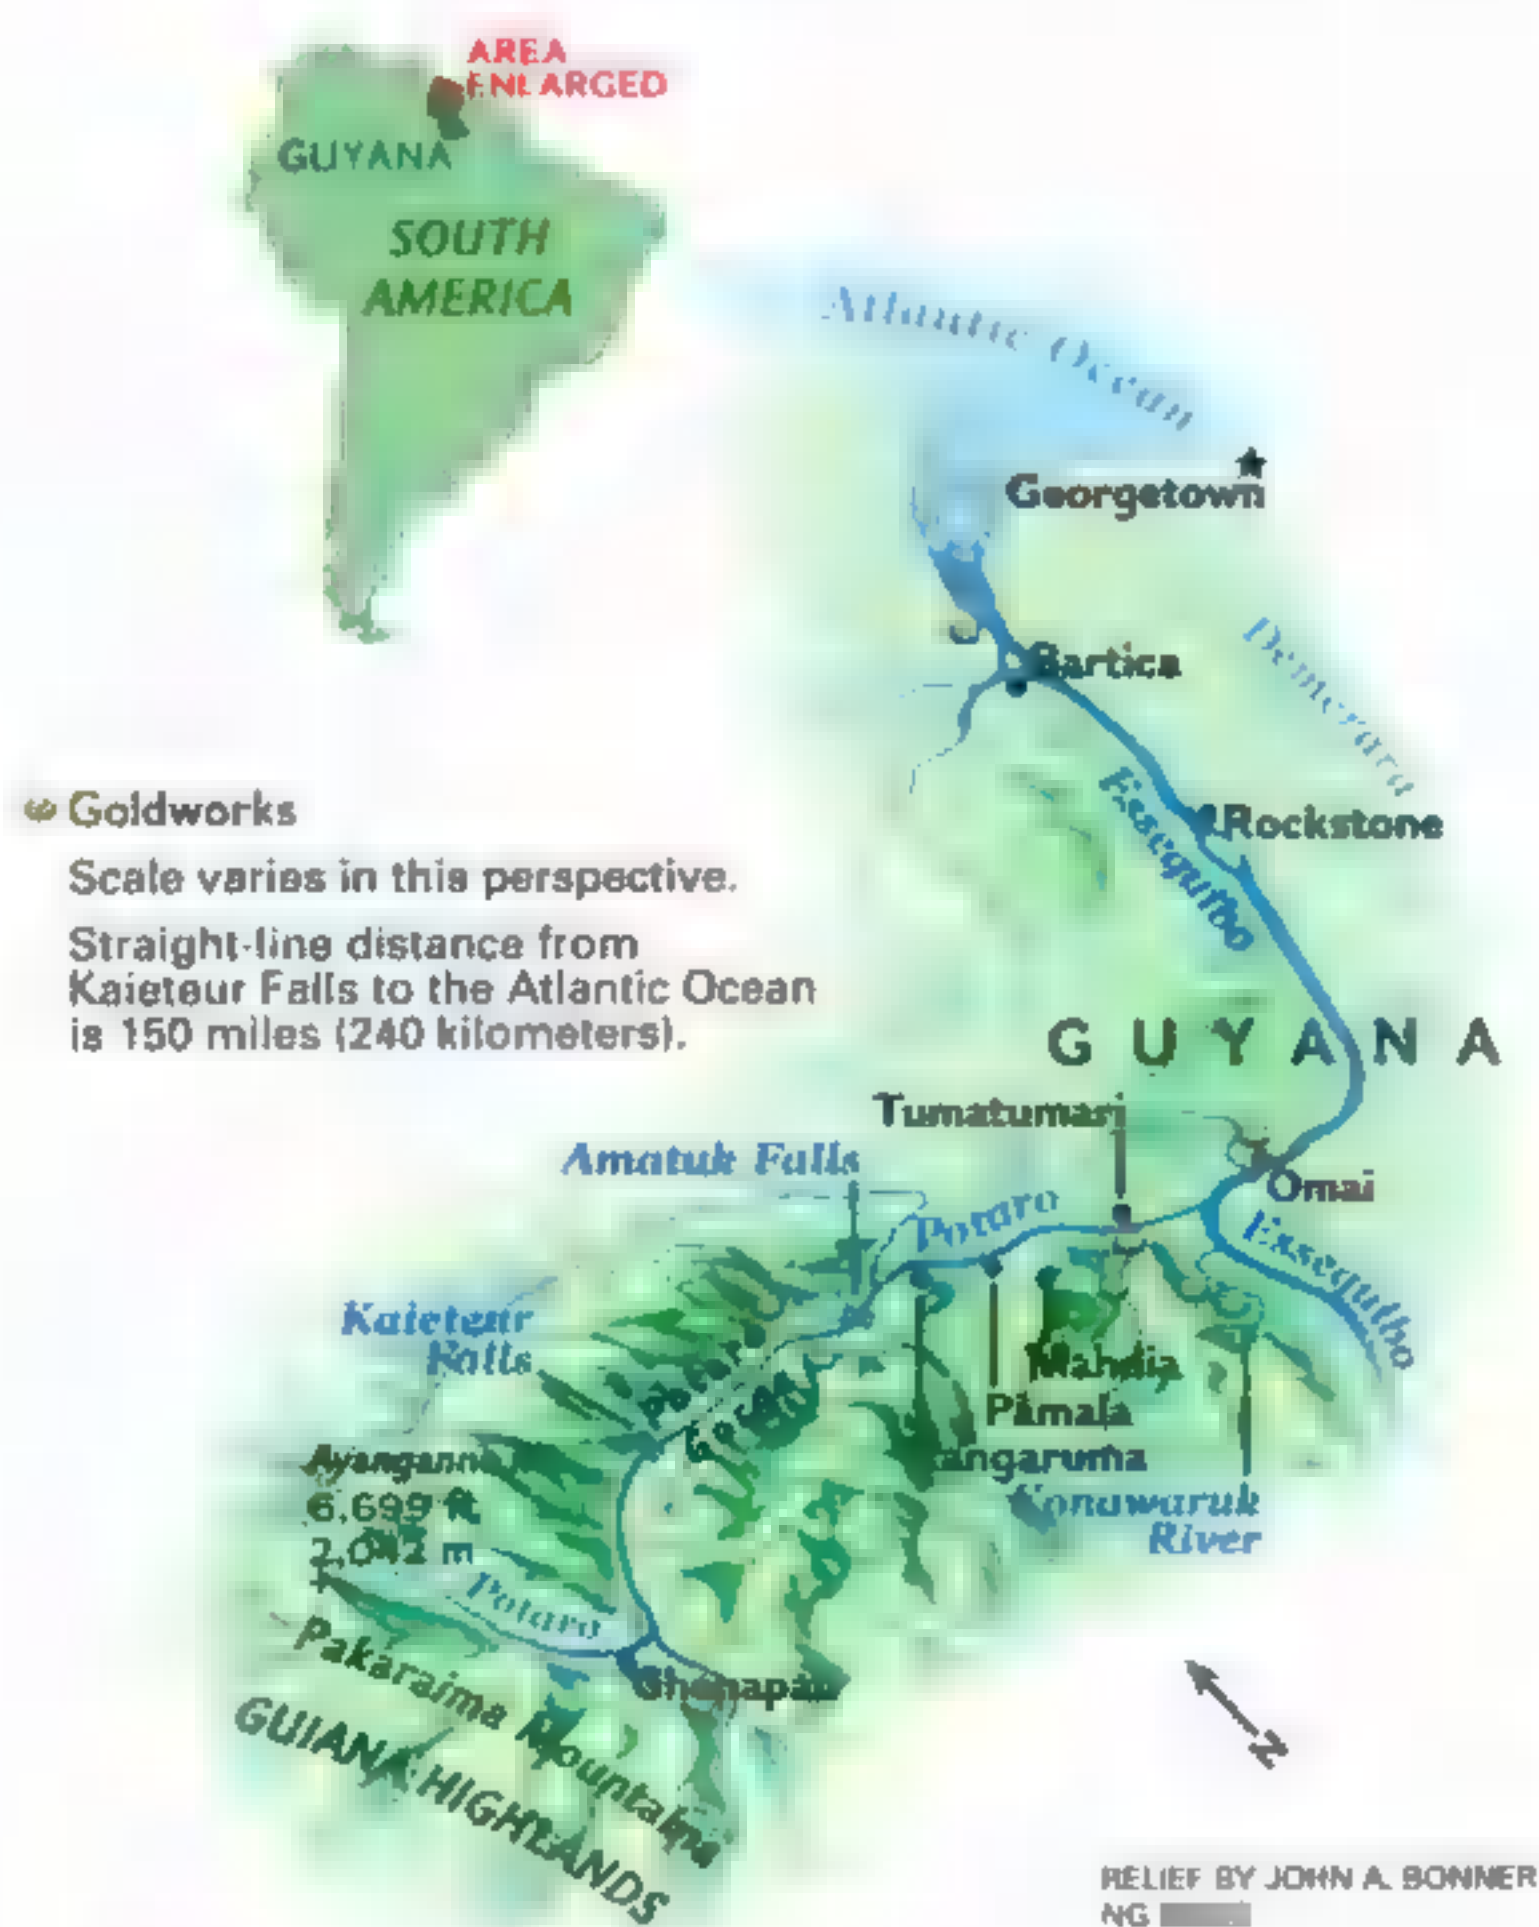 AREA
ENLARGED
GUYANA
SOUTH
AMERICA
Atlantic Ocean
Georgetown
Bartica
Demerara
Essequibo
Rockstone
Goldworks
Scale varies in this perspective.
Straight-line distance from
Kaieteur Falls to the Atlantic Ocean
is 150 miles (240 kilometers).
GUYANA
Tumatumari
Amatuk Falls
Omai
Potaro
Essequibo
Kaieteur
Falls
Mahdia
Pamala
Potaro
Gorge
Ayanganna
6,699 ft
2,042 m
Konawaruk
River
Potaro
Chenapau
Pakaraima Mountains
GUIANA HIGHLANDS
N
RELIEF BY JOHN A. BONNER
NG